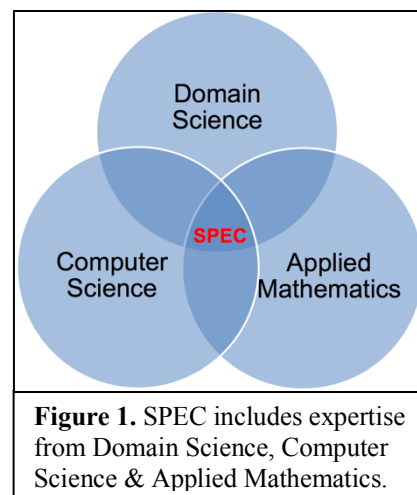 Domain
Science
SPEC
Computer
Science
Applied
Mathematics
Figure 1. SPEC includes expertise
from Domain Science, Computer
Science & Applied Mathematics.